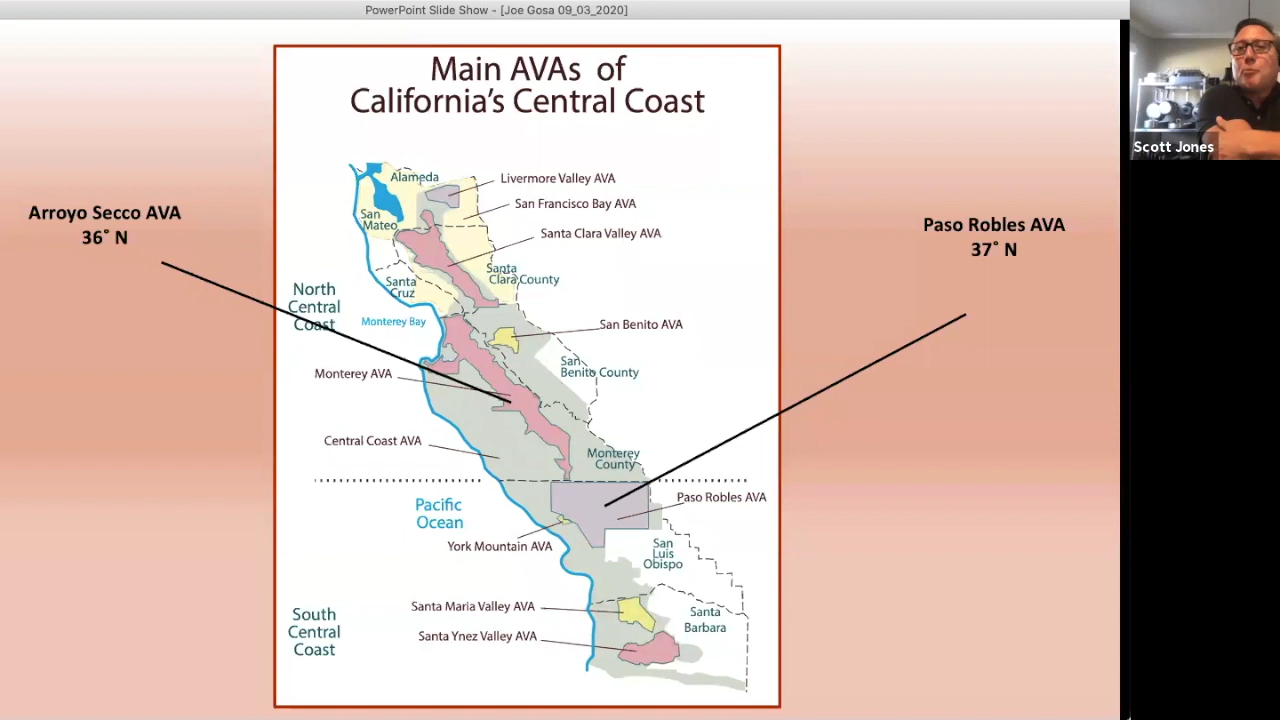 PowerPoint Slide Show - [Joe Gosa 09_03_2020]
Main AVAs of
California's Central Coast
Arroyo Secco AVA
36˚ N
Paso Robles AVA
37˚ N
Alameda
Livermore Valley AVA
San Francisco Bay AVA
San
Mateo
Santa Clara Valley AVA
Santa
Clara County
Santa
Cruz
North
Central
Coast
Monterey Bay
San Benito AVA
San
Benito County
Monterey AVA
Central Coast AVA
Monterey
County
Pacific
Ocean
Paso Robles AVA
York Mountain AVA
San
Luis
Obispo
Santa Maria Valley AVA
Santa
Barbara
South
Central
Coast
Santa Ynez Valley AVA
Scott Jones